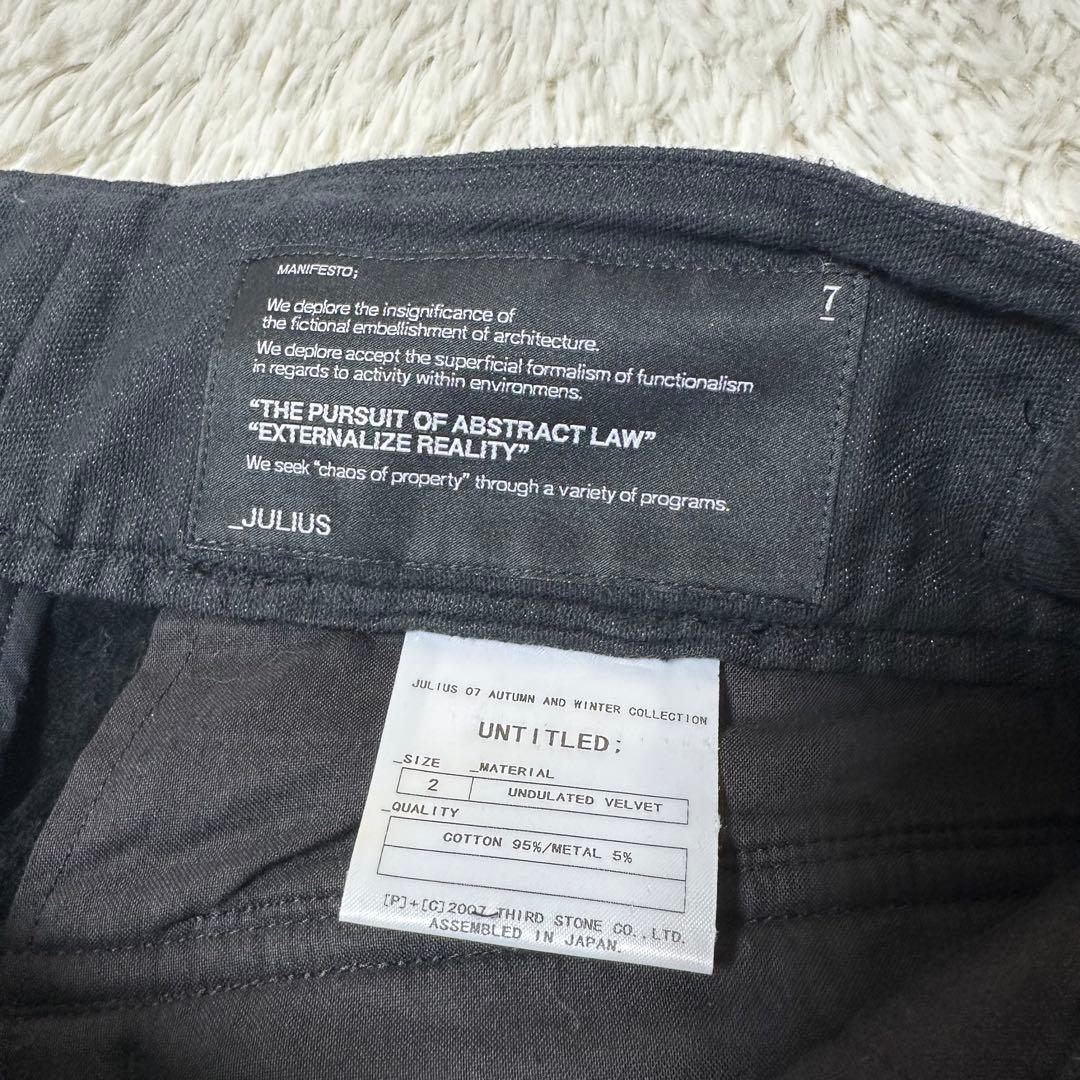 MANIFESTO;
7
We deplore the insignificance of
the fictional embellishment of architecture.
We deplore accept the superficial formalism of functionalism
in regards to activity within environmens.
“THE PURSUIT OF ABSTRACT LAW”
“EXTERNALIZE REALITY”
We seek “chaos of property” through a variety of programs.
_JULIUS
JULIUS 07 AUTUMN AND WINTER COLLECTION
UNTITLED;
_SIZE _MATERIAL
2 UNDULATED VELVET
_QUALITY
COTTON 95%/METAL 5%
[P]+[C]2007 THIRD STONE CO.,LTD.
ASSEMBLED IN JAPAN.